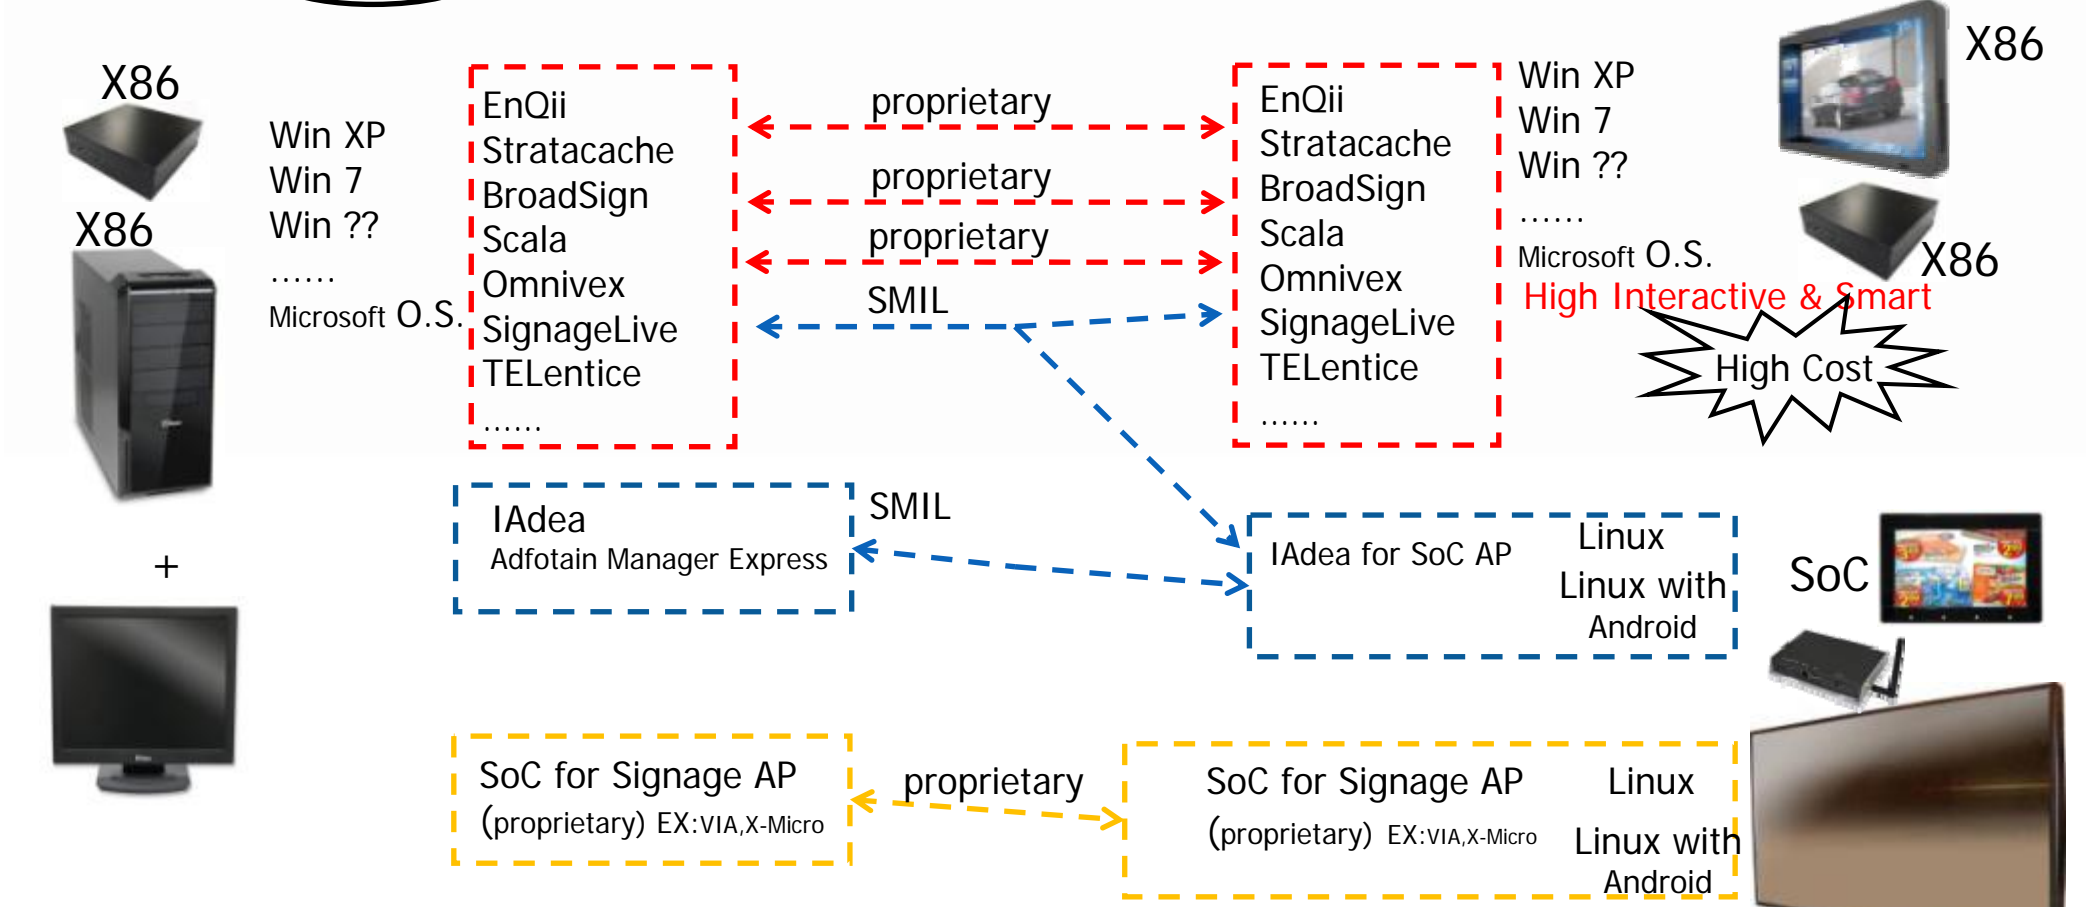 X86
X86
Win XP
Win 7
Win ??
......
Microsoft O.S.
+
EnQii
Stratacache
BroadSign
Scala
Omnivex
SignageLive
TELentice
......
proprietary
proprietary
proprietary
SMIL
EnQii
Stratacache
BroadSign
Scala
Omnivex
SignageLive
TELentice
......
Win XP
Win 7
Win ??
......
Microsoft O.S.
High Interactive & Smart
High Cost
X86
X86
IAdea
Adfotain Manager Express
SMIL
IAdea for SoC AP
Linux
Linux with
Android
SoC
SoC for Signage AP
(proprietary) EX:VIA,X-Micro
proprietary
SoC for Signage AP
(proprietary) EX:VIA,X-Micro
Linux
Linux with
Android